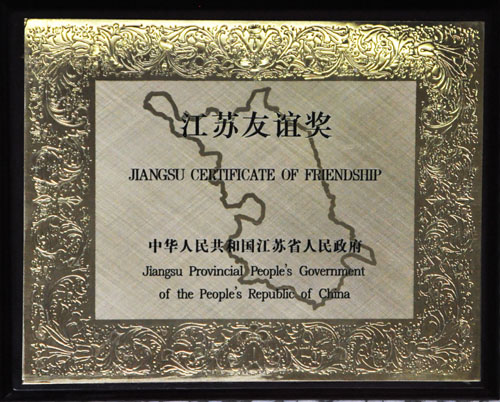 江苏友谊奖
JIANGSU CERTIFICATE OF FRIENDSHIP
中华人民共和国江苏省人民政府
Jiangsu Provincial People's Government
of the People's Republic of China